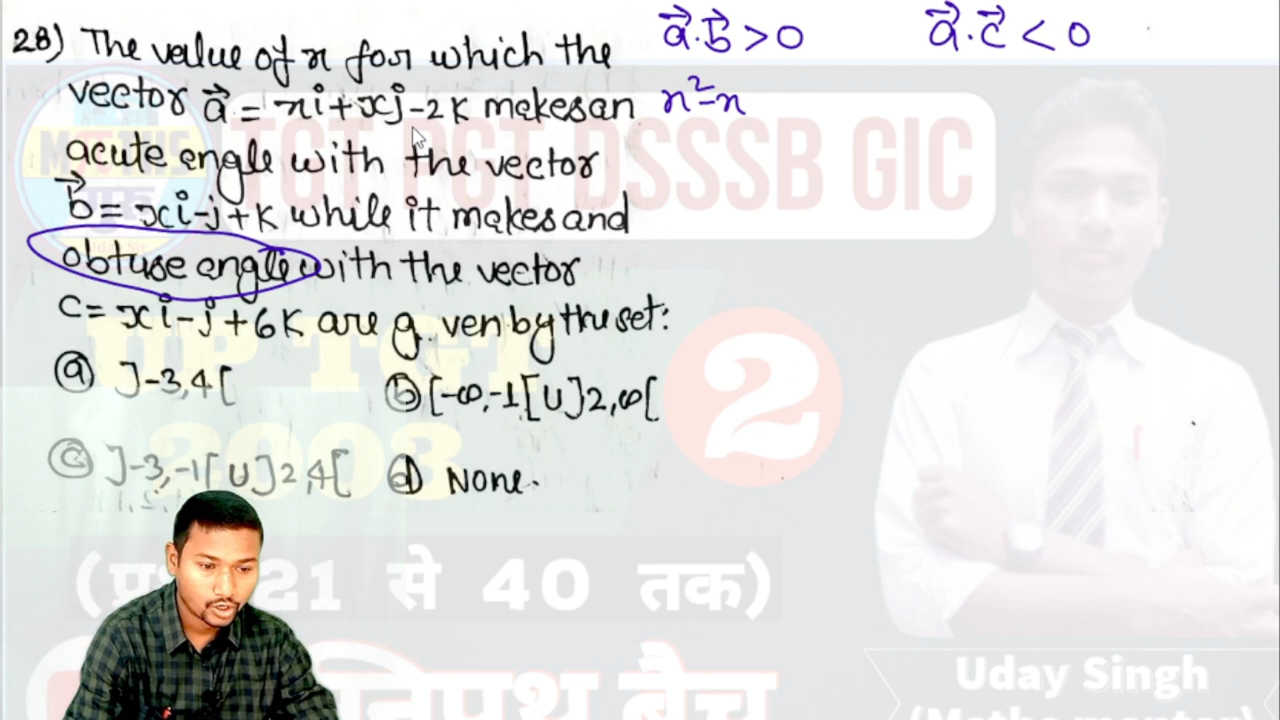 28) The value of x for which the
vector a⃗ = xi + xj - 2k makes an
acute angle with the vector
b⃗ = xi - j + k while it makes and
obtuse angle with the vector
c = xi - j + 6k are g ven by the set:
ⓐ ]-3,4[ ⓑ [-∞,-1[ U ]2,∞[
ⓒ ]-3,-1[ U ]2,4[ ⓓ None.
a⃗.b⃗ > 0 a⃗.c⃗ < 0
x²-x
TGT PGT DSSSB GIC
UP TGT
2003
2
21 से 40 तक)
बैच
Uday Singh